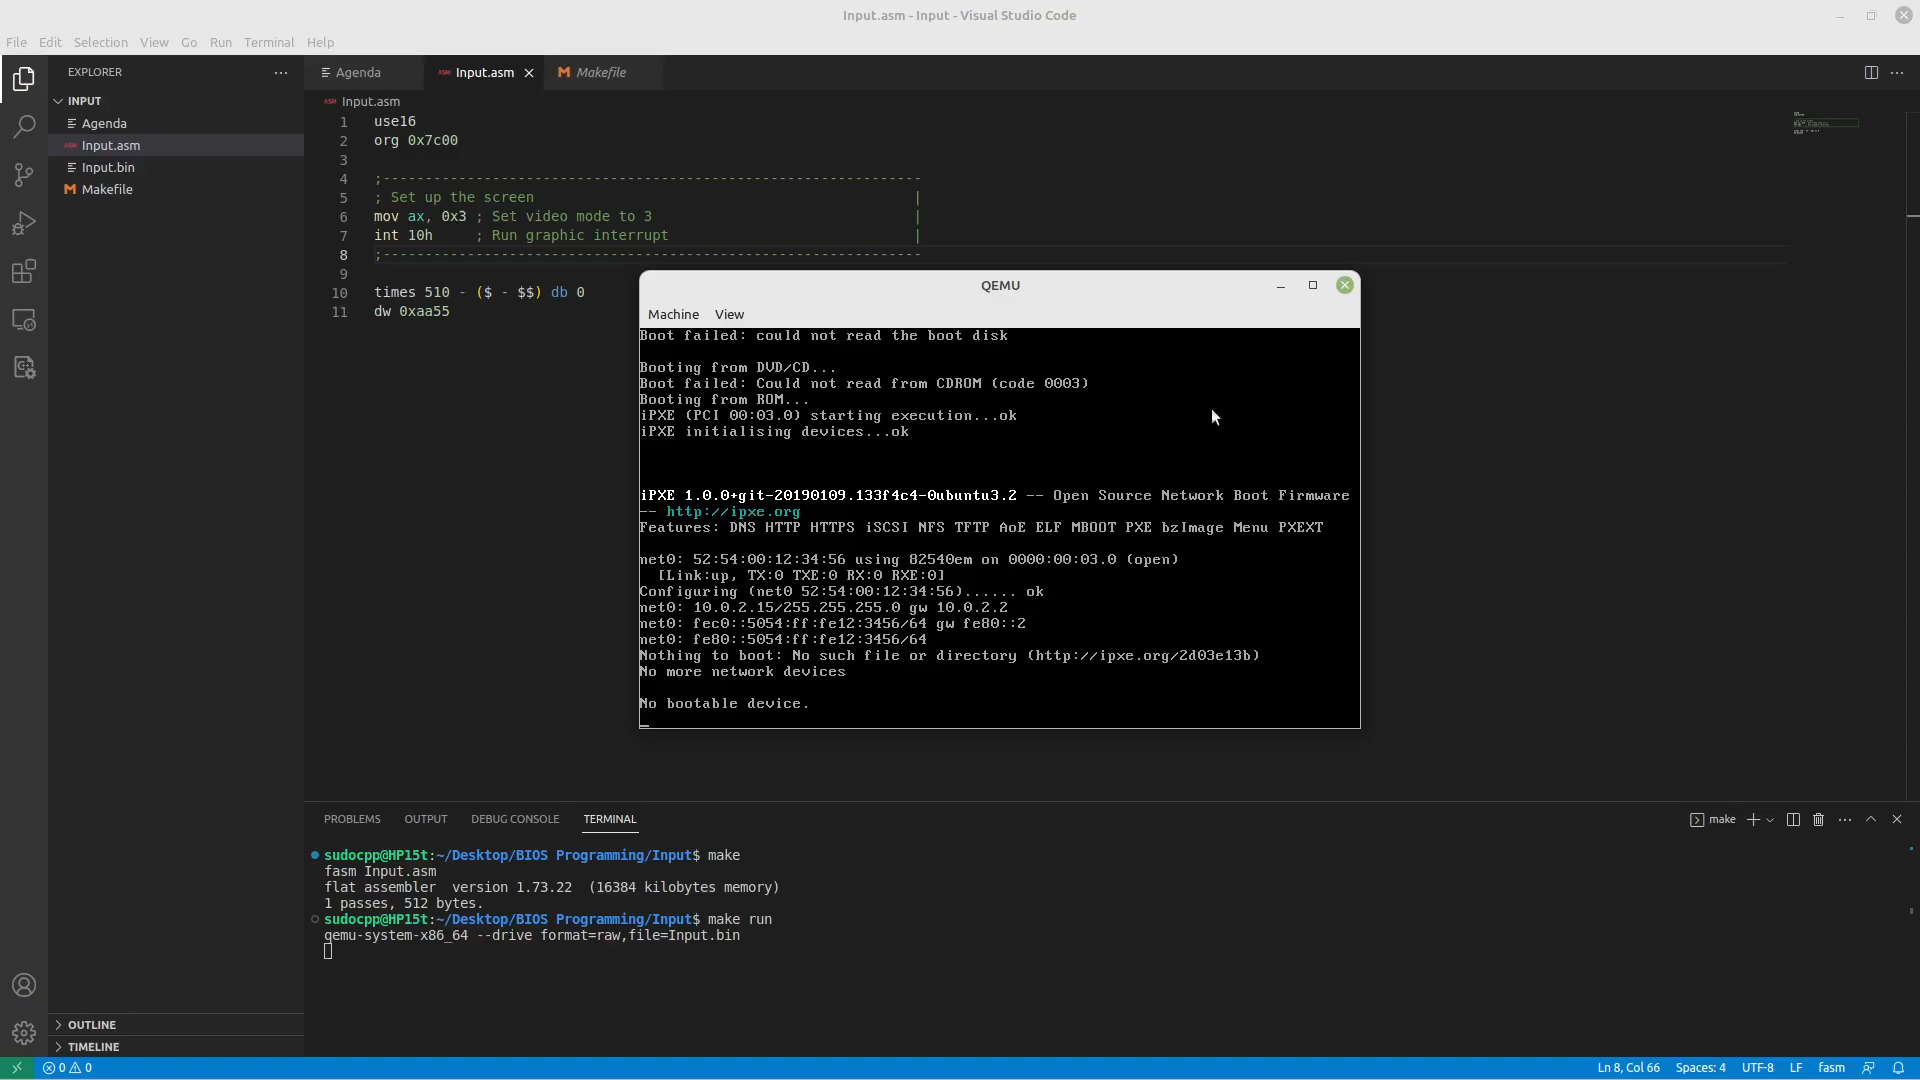 Input.asm - Input - Visual Studio Code
File Edit Selection View Go Run Terminal Help
EXPLORER
INPUT
Agenda
Input.asm
Input.bin
Makefile
OUTLINE
TIMELINE
Agenda Input.asm Makefile
Input.asm
1 use16
2 org 0x7c00
3
4 ;----------------------------------------------------------------
5 ; Set up the screen |
6 mov ax, 0x3 ; Set video mode to 3 |
7 int 10h ; Run graphic interrupt |
8 ;----------------------------------------------------------------
9
10 times 510 - ($ - $$) db 0
11 dw 0xaa55
QEMU
Machine View
Boot failed: could not read the boot disk
Booting from DVD/CD...
Boot failed: Could not read from CDROM (code 0003)
Booting from ROM...
iPXE (PCI 00:03.0) starting execution...ok
iPXE initialising devices...ok
iPXE 1.0.0+git-20190109.133f4c4-0ubuntu3.2 -- Open Source Network Boot Firmware
-- http://ipxe.org
Features: DNS HTTP HTTPS iSCSI NFS TFTP AoE ELF MBOOT PXE bzImage Menu PXEXT
net0: 52:54:00:12:34:56 using 82540em on 0000:00:03.0 (open)
[Link:up, TX:0 TXE:0 RX:0 RXE:0]
Configuring (net0 52:54:00:12:34:56)...... ok
net0: 10.0.2.15/255.255.255.0 gw 10.0.2.2
net0: fec0::5054:ff:fe12:3456/64 gw fe80::2
net0: fe80::5054:ff:fe12:3456/64
Nothing to boot: No such file or directory (http://ipxe.org/2d03e13b)
No more network devices
No bootable device.
PROBLEMS OUTPUT DEBUG CONSOLE TERMINAL make
sudocpp@HP15t:~/Desktop/BIOS Programming/Input$ make
fasm Input.asm
flat assembler version 1.73.22 (16384 kilobytes memory)
1 passes, 512 bytes.
sudocpp@HP15t:~/Desktop/BIOS Programming/Input$ make run
qemu-system-x86_64 --drive format=raw,file=Input.bin
0 0 Ln 8, Col 66 Spaces: 4 UTF-8 LF fasm